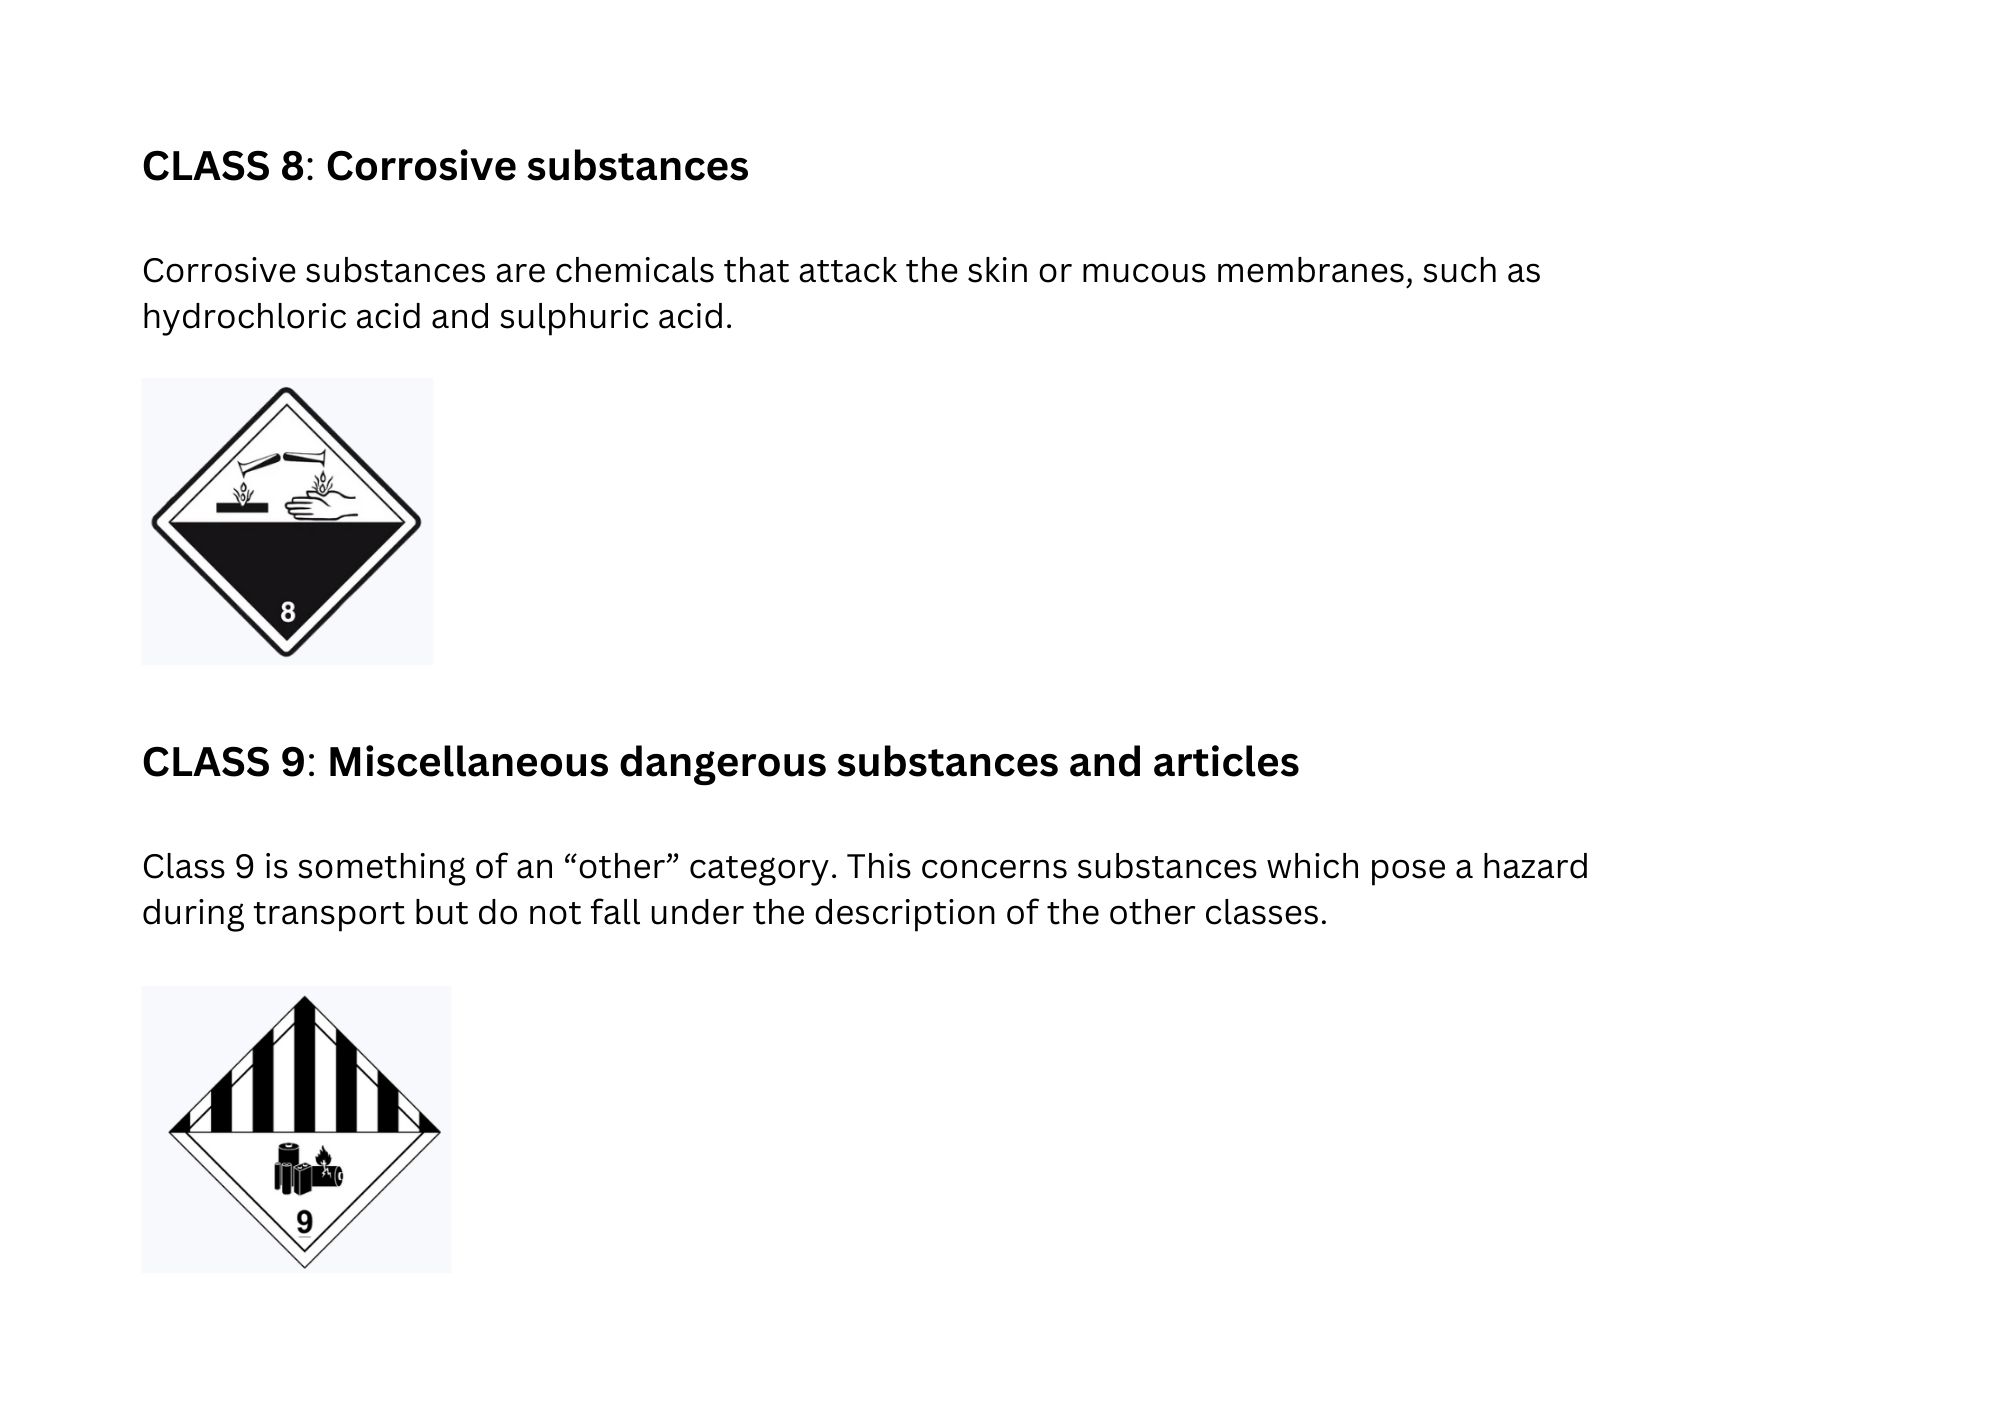 CLASS 8: Corrosive substances
Corrosive substances are chemicals that attack the skin or mucous membranes, such as
hydrochloric acid and sulphuric acid.
8
CLASS 9: Miscellaneous dangerous substances and articles
Class 9 is something of an “other” category. This concerns substances which pose a hazard
during transport but do not fall under the description of the other classes.
9